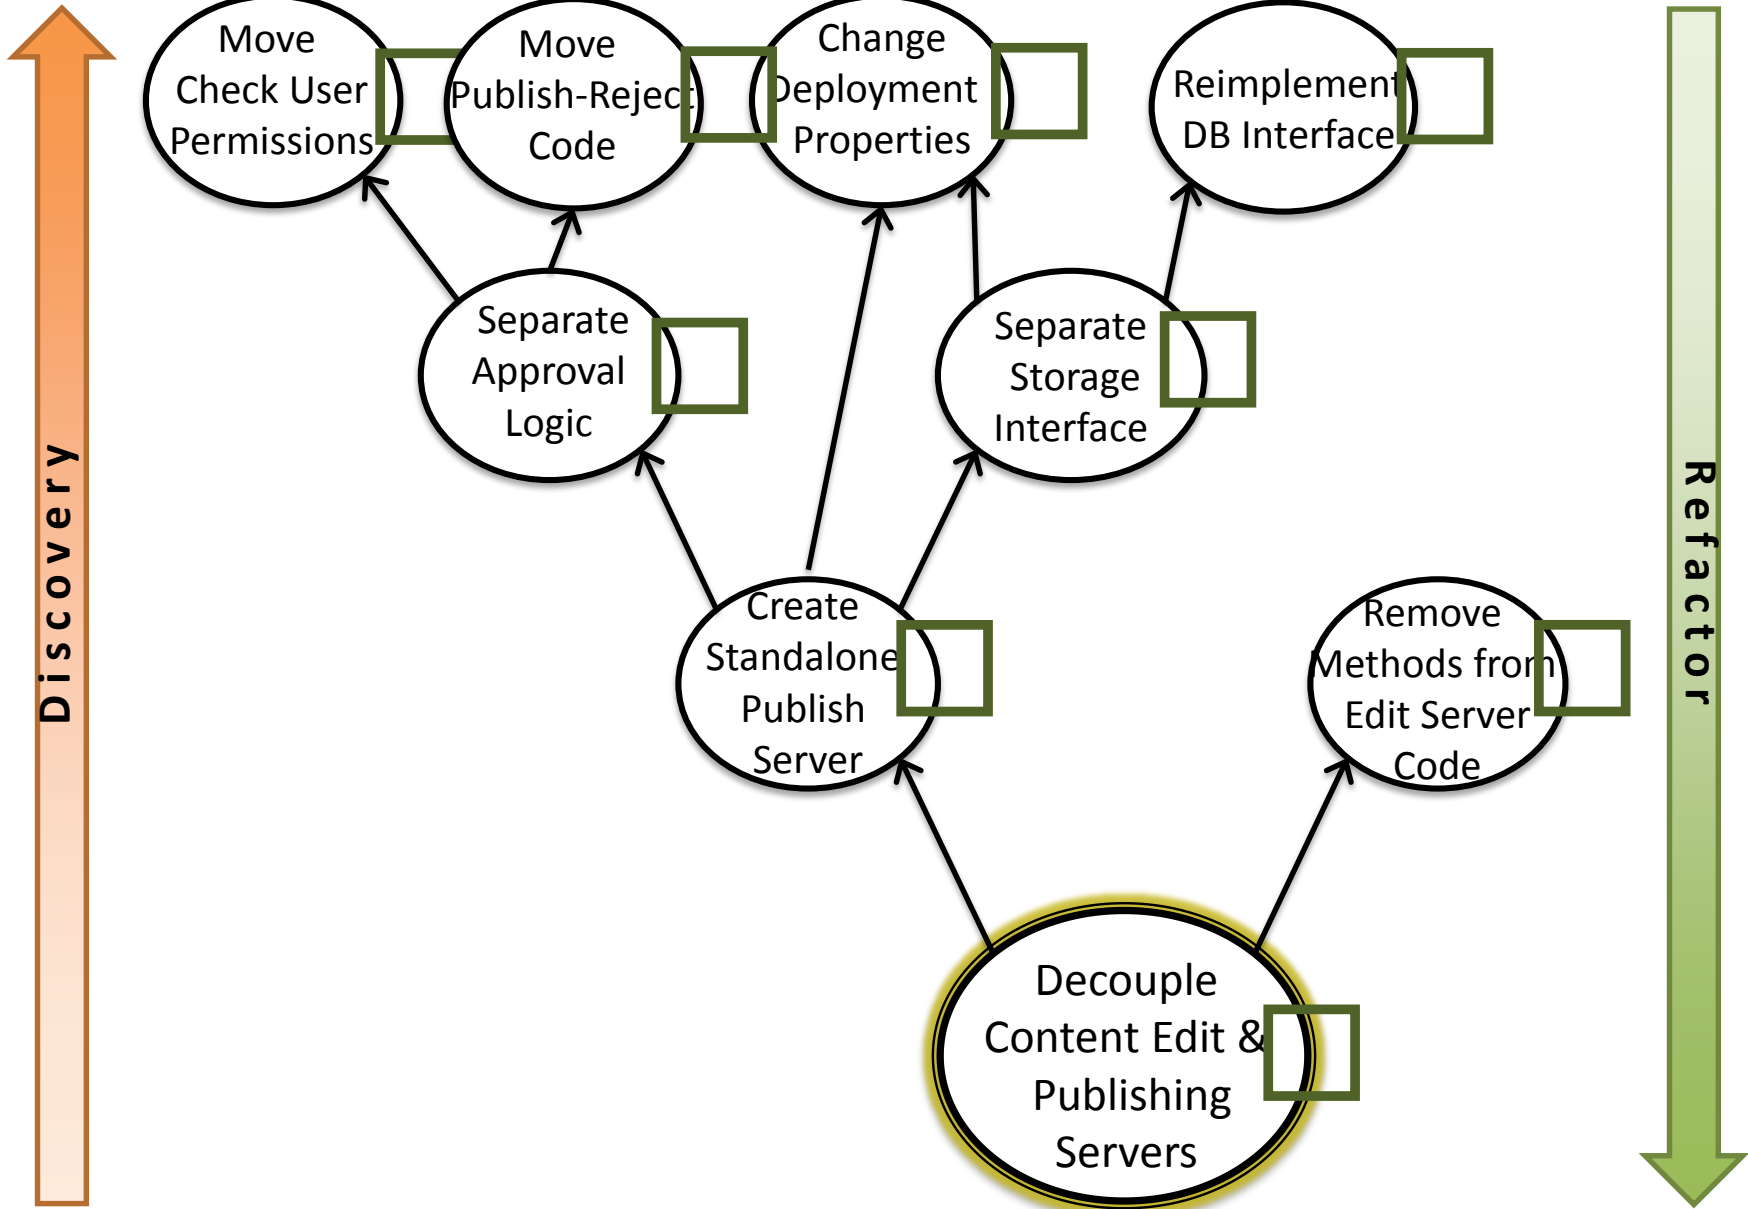 Move
Check User
Permissions
Move
Publish-Reject
Code
Change
Deployment
Properties
Reimplement
DB Interface
Separate
Approval
Logic
Separate
Storage
Interface
Discovery
Refactor
Create
Standalone
Publish
Server
Remove
Methods from
Edit Server
Code
Decouple
Content Edit &
Publishing
Servers